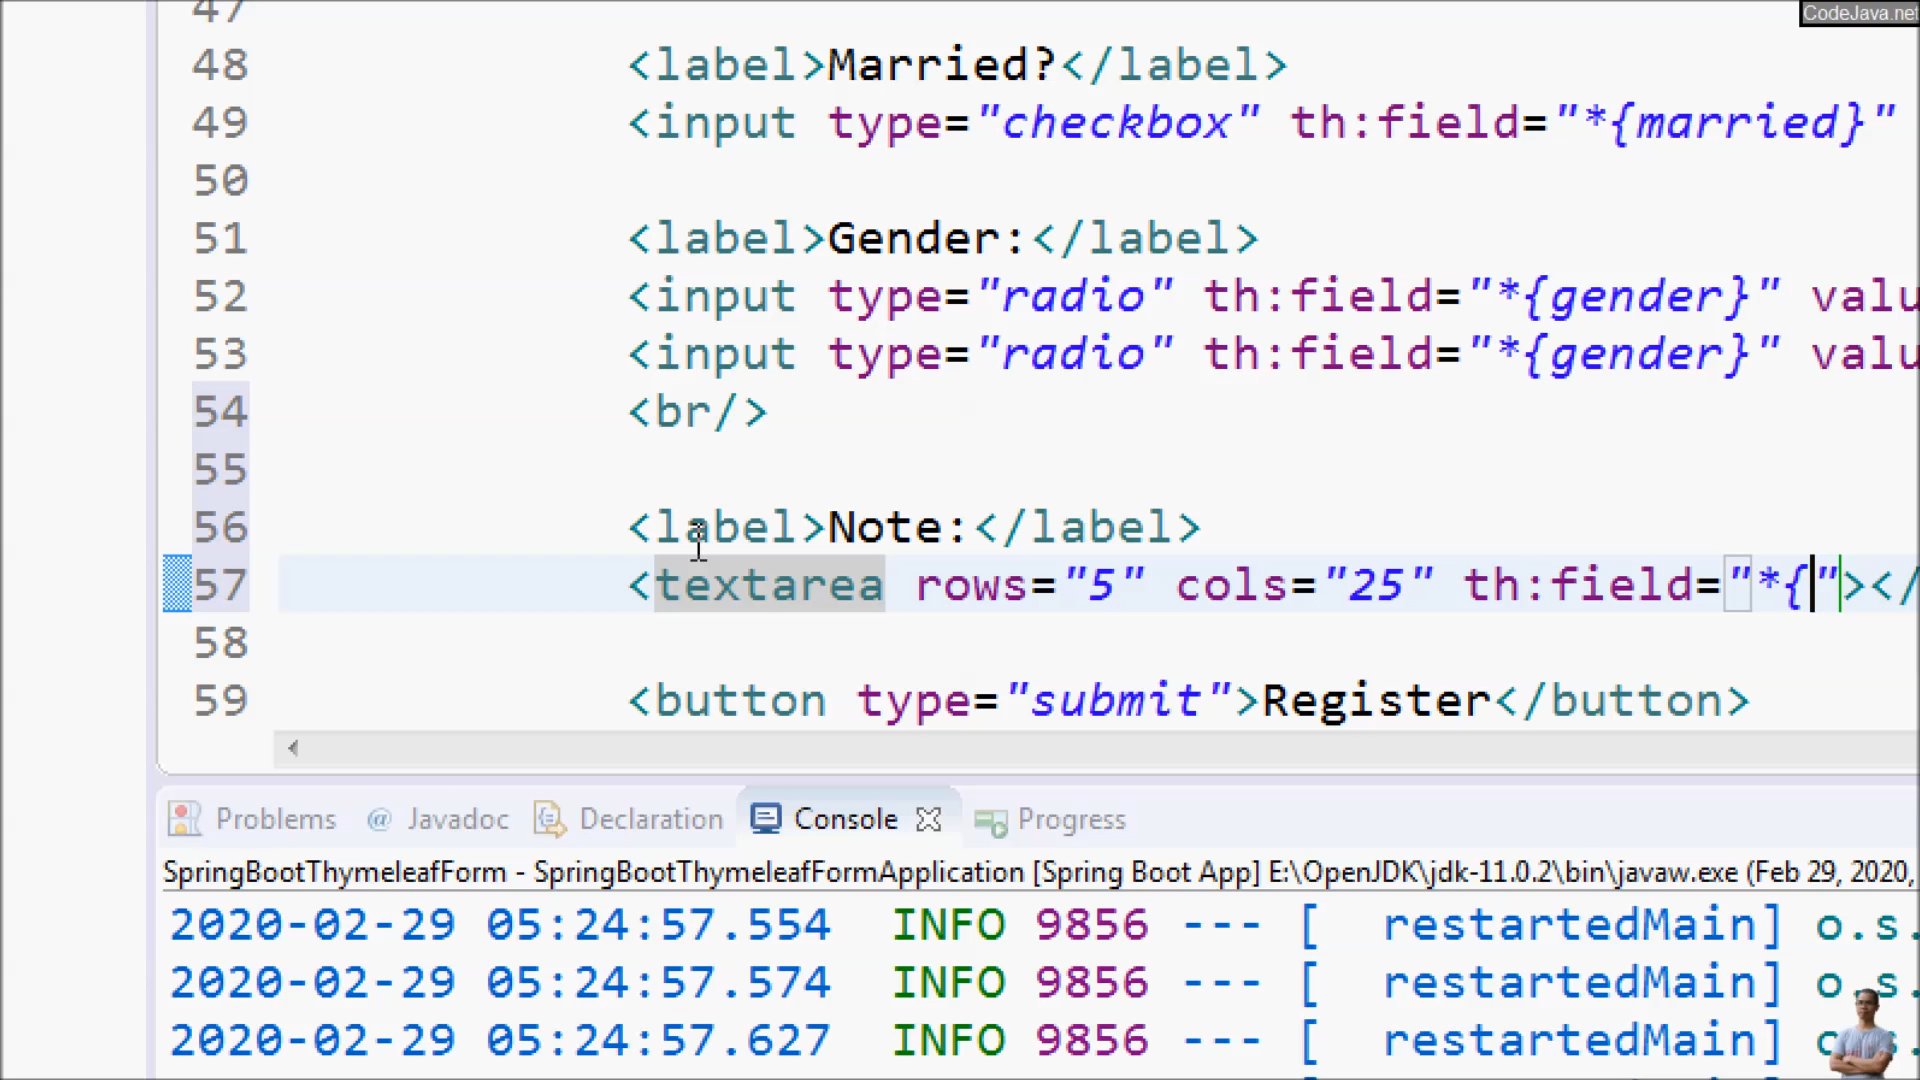 CodeJava.net
47
48 <label>Married?</label>
49 <input type="checkbox" th:field="*{married}"
50
51 <label>Gender:</label>
52 <input type="radio" th:field="*{gender}" valu
53 <input type="radio" th:field="*{gender}" valu
54 <br/>
55
56 <label>Note:</label>
57 <textarea rows="5" cols="25" th:field="*{"></
58
59 <button type="submit">Register</button>
Problems @ Javadoc Declaration Console Progress
SpringBootThymeleafForm - SpringBootThymeleafFormApplication [Spring Boot App] E:\OpenJDK\jdk-11.0.2\bin\javaw.exe (Feb 29, 2020,
2020-02-29 05:24:57.554 INFO 9856 --- [ restartedMain] o.s.
2020-02-29 05:24:57.574 INFO 9856 --- [ restartedMain] o.s.
2020-02-29 05:24:57.627 INFO 9856 --- [ restartedMain]